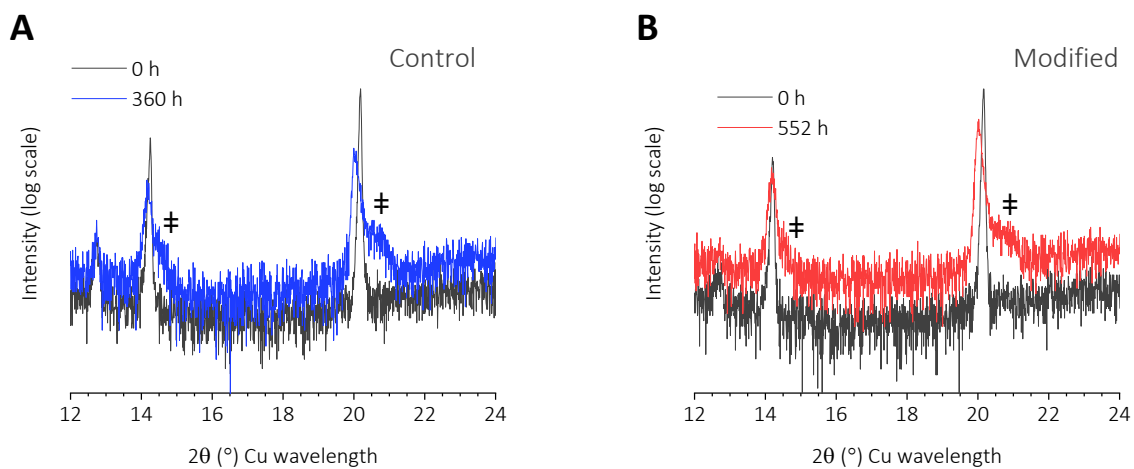 A
Control
0 h
360 h
Intensity (log scale)
ǂ
ǂ
12 14 16 18 20 22 24
2θ (°) Cu wavelength
B
Modified
0 h
552 h
Intensity (log scale)
ǂ
ǂ
12 14 16 18 20 22 24
2θ (°) Cu wavelength